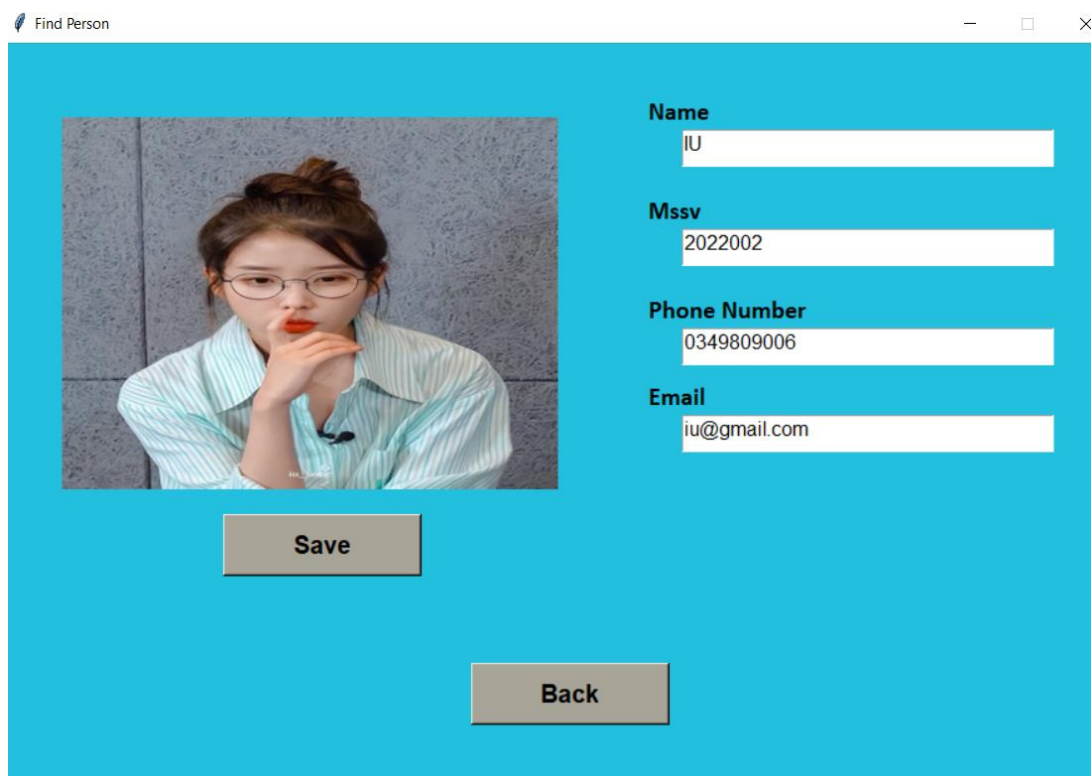 Find Person
Name
IU
Mssv
2022002
Phone Number
0349809006
Email
iu@gmail.com
Save
Back